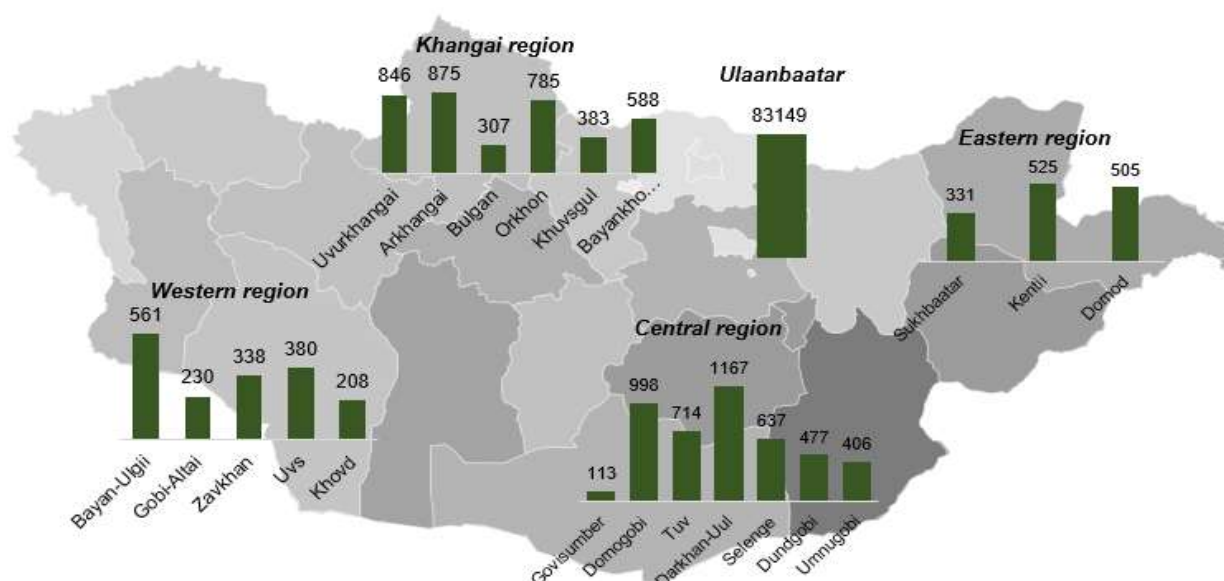 Khangai region
846
875
307
785
383
588
Uvurkhangai
Arkhangai
Bulgan
Orkhon
Khuvsgul
Bayankho...
Ulaanbaatar
83149
Eastern region
331
525
505
Sukhbaatar
Kentii
Domod
Western region
561
230
338
380
208
Bayan-Ulgii
Gobi-Altai
Zavkhan
Uvs
Khovd
Central region
113
998
714
1167
637
477
406
Govisumber
Domogobi
Tuv
Darkhan-Uul
Selenge
Dundgobi
Umnugobi